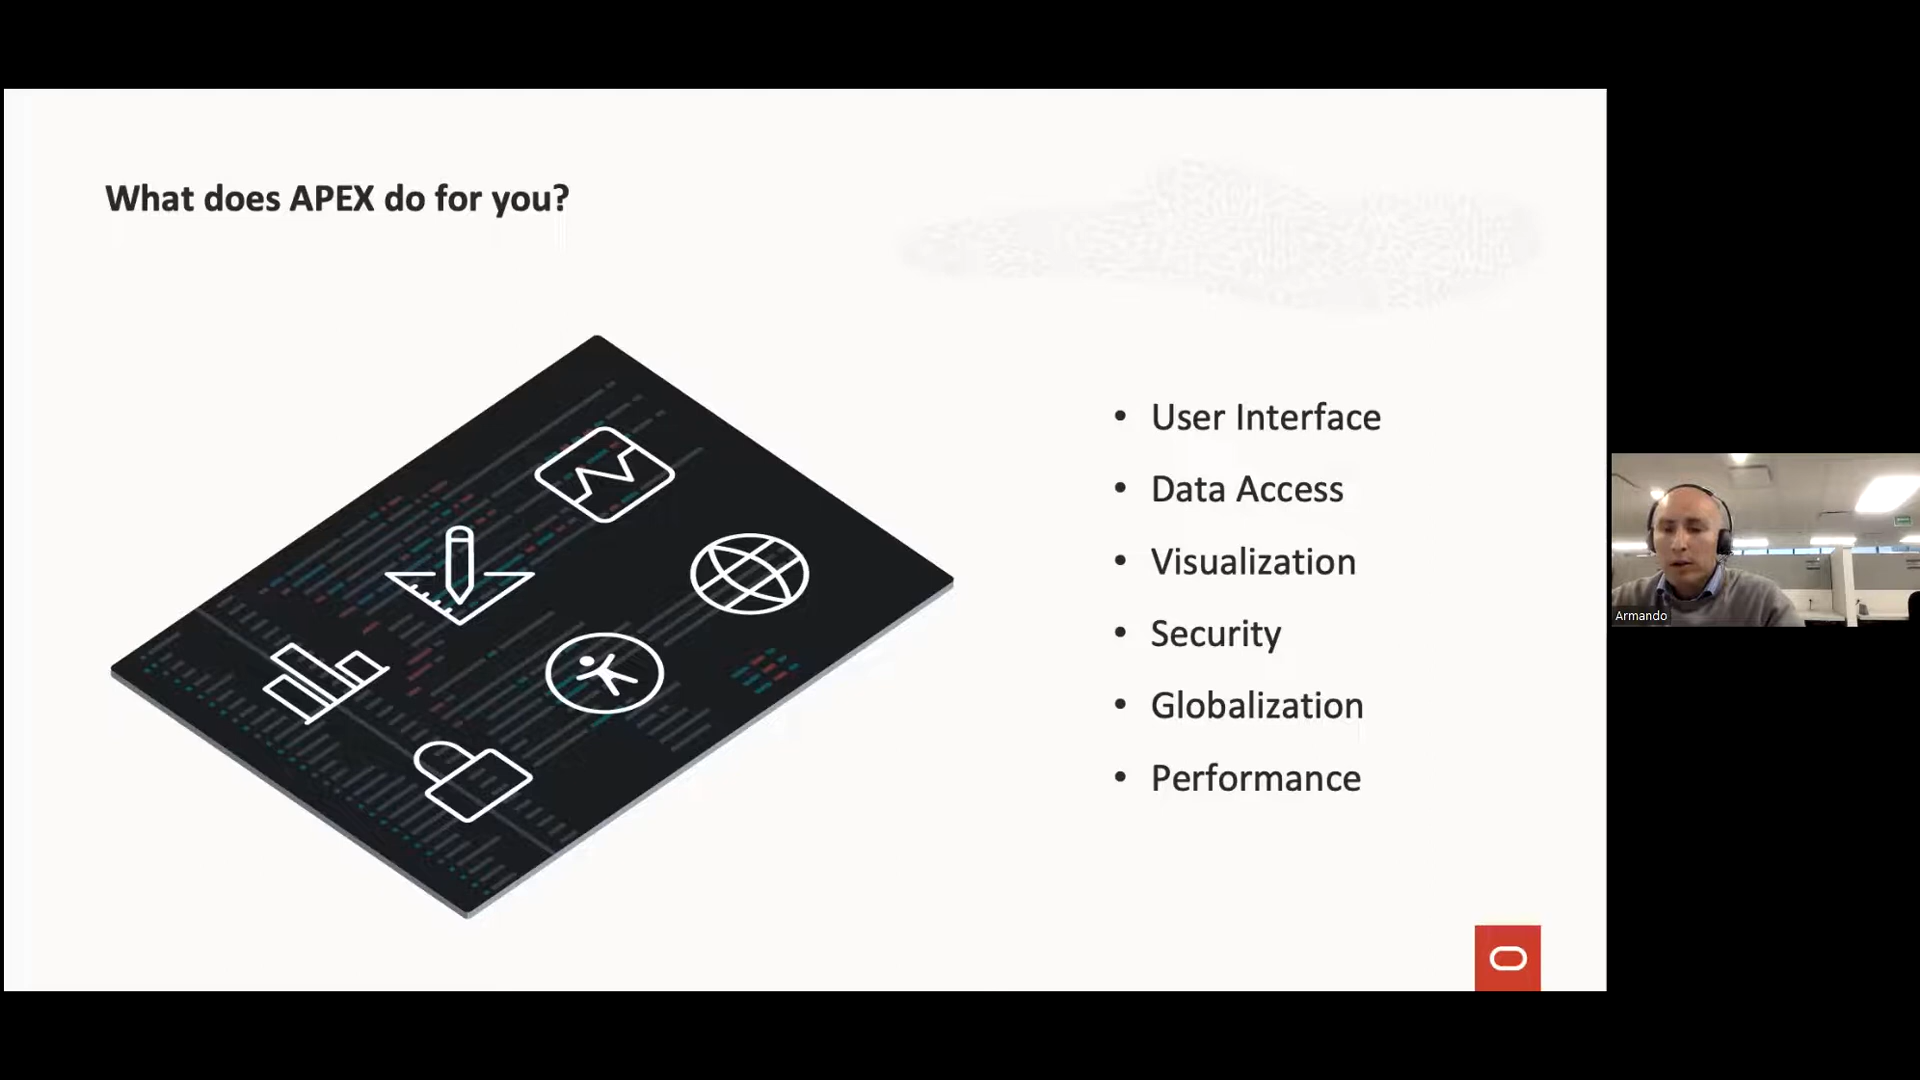 What does APEX do for you?
• User Interface
• Data Access
• Visualization
• Security
• Globalization
• Performance
Armando